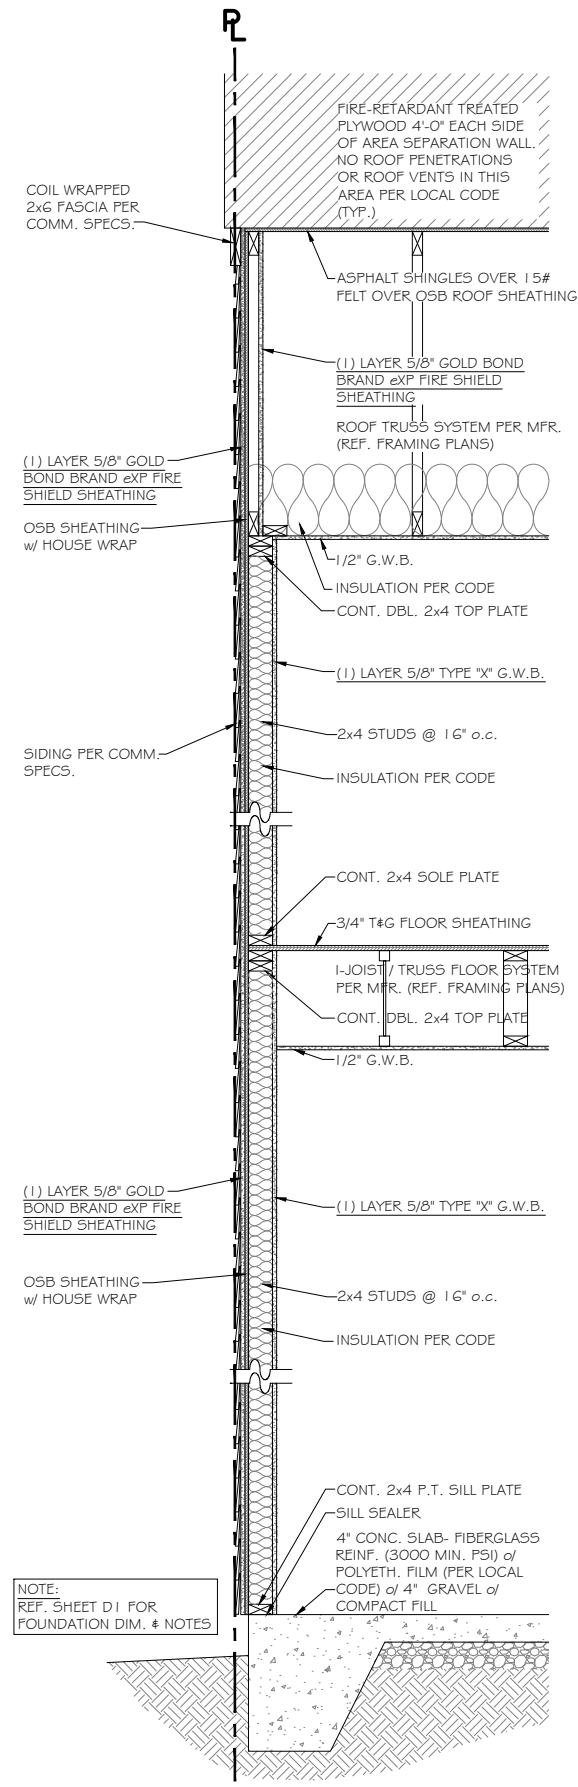 PL
FIRE-RETARDANT TREATED
PLYWOOD 4'-0" EACH SIDE
OF AREA SEPARATION WALL.
NO ROOF PENETRATIONS
OR ROOF VENTS IN THIS
AREA PER LOCAL CODE
(TYP.)
COIL WRAPPED
2x6 FASCIA PER
COMM. SPECS.
ASPHALT SHINGLES OVER 15#
FELT OVER OSB ROOF SHEATHING
(1) LAYER 5/8" GOLD BOND
BRAND eXP FIRE SHIELD
SHEATHING
ROOF TRUSS SYSTEM PER MFR.
(REF. FRAMING PLANS)
(1) LAYER 5/8" GOLD
BOND BRAND eXP FIRE
SHIELD SHEATHING
OSB SHEATHING
w/ HOUSE WRAP
1/2" G.W.B.
INSULATION PER CODE
CONT. DBL. 2x4 TOP PLATE
(1) LAYER 5/8" TYPE "X" G.W.B.
2x4 STUDS @ 16" o.c.
SIDING PER COMM.
SPECS.
INSULATION PER CODE
CONT. 2x4 SOLE PLATE
3/4" T&G FLOOR SHEATHING
I-JOIST / TRUSS FLOOR SYSTEM
PER MFR. (REF. FRAMING PLANS)
CONT. DBL. 2x4 TOP PLATE
1/2" G.W.B.
(1) LAYER 5/8" GOLD
BOND BRAND eXP FIRE
SHIELD SHEATHING
(1) LAYER 5/8" TYPE "X" G.W.B.
OSB SHEATHING
w/ HOUSE WRAP
2x4 STUDS @ 16" o.c.
INSULATION PER CODE
CONT. 2x4 P.T. SILL PLATE
SILL SEALER
4" CONC. SLAB- FIBERGLASS
REINF. (3000 MIN. PSI) o/
POLYETH. FILM (PER LOCAL
CODE) o/ 4" GRAVEL o/
COMPACT FILL
NOTE:
REF. SHEET D1 FOR
FOUNDATION DIM. & NOTES